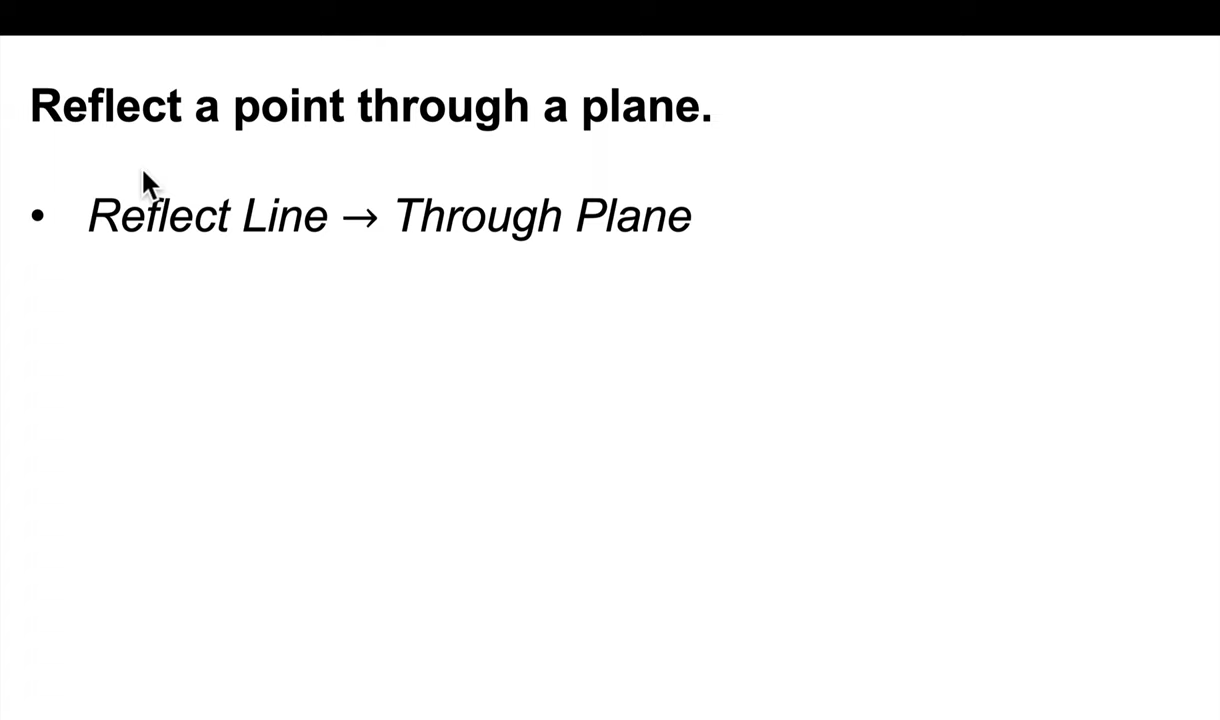 Reflect a point through a plane.
• Reflect Line → Through Plane